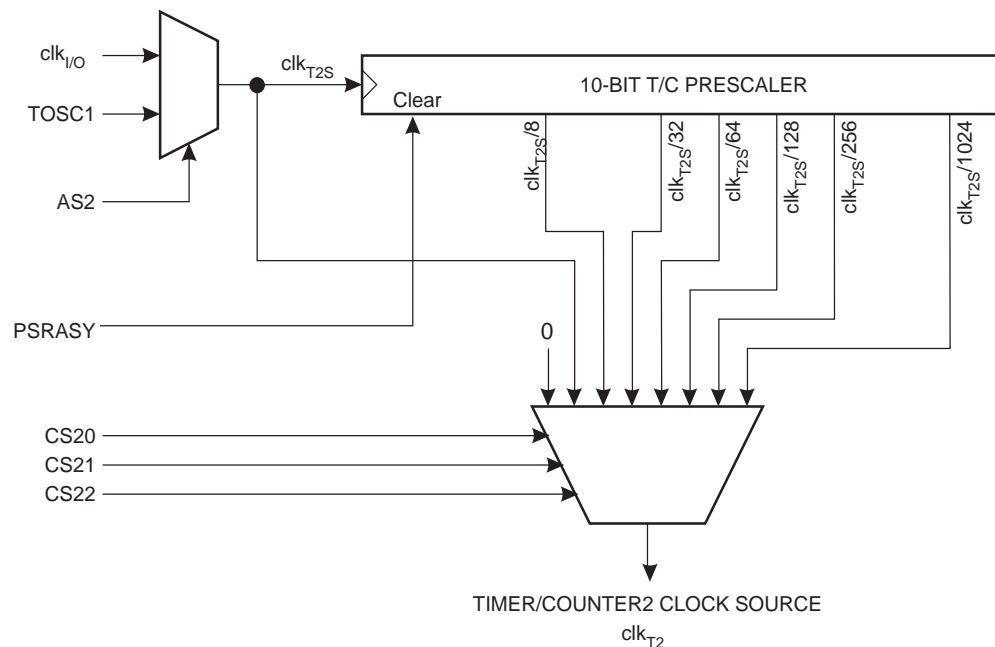 clkI/O
clkT2S
10-BIT T/C PRESCALER
TOSC1
Clear
clkT2S/8
clkT2S/32
clkT2S/64
clkT2S/128
clkT2S/256
clkT2S/1024
AS2
PSRASY
0
CS20
CS21
CS22
TIMER/COUNTER2 CLOCK SOURCE
clkT2